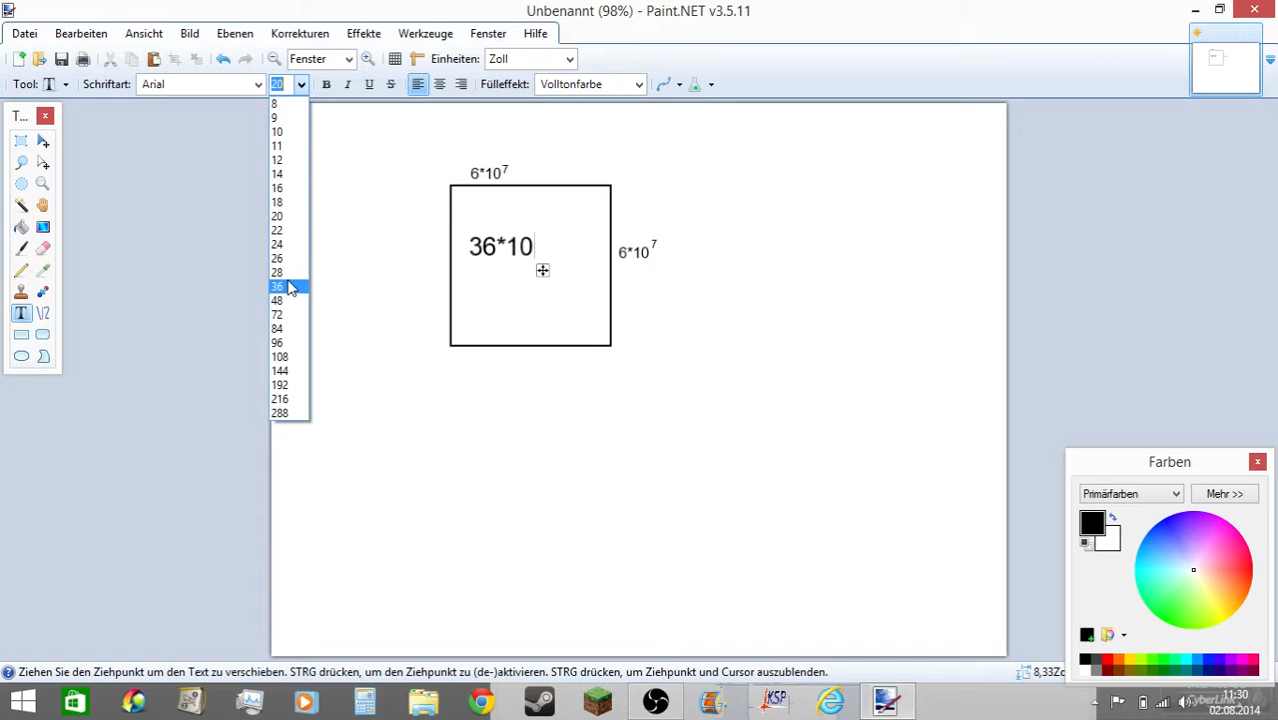 Unbenannt (98%) - Paint.NET v3.5.11
Datei Bearbeiten Ansicht Bild Ebenen Korrekturen Effekte Werkzeuge Fenster Hilfe
Fenster Einheiten: Zoll
Tool: T Schriftart: Arial 20 B I U S Fülleffekt: Volltonfarbe
T...
8
9
10
11
12
14
16
18
20
22
24
26
28
36
48
72
84
96
108
144
192
216
288
6*10⁷
36*10
6*10⁷
Farben
Primärfarben Mehr >>
Ziehen Sie den Ziehpunkt um den Text zu verschieben. STRG drücken, um den Ziehpunkt zu (de-)aktivieren. STRG drücken, um Ziehpunkt und Cursor auszublenden.
KSP
11:30
CyberLink
02.08.2014